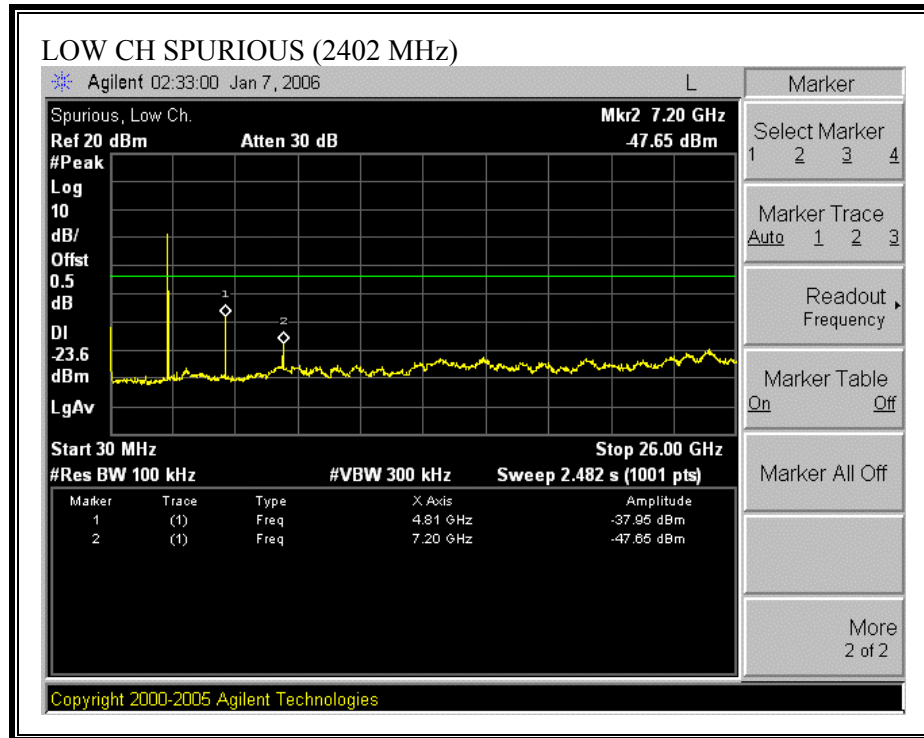 LOW CH SPURIOUS (2402 MHz)
Agilent 02:33:00 Jan 7, 2006 L
Marker
Spurious, Low Ch. Mkr2 7.20 GHz
Ref 20 dBm Atten 30 dB -47.65 dBm
#Peak
Log
10
dB/
Offst
0.5
dB
DI
-23.6
dBm
LgAv
1
2
Start 30 MHz Stop 26.00 GHz
#Res BW 100 kHz #VBW 300 kHz Sweep 2.482 s (1001 pts)
Marker Trace Type X Axis Amplitude
1 (1) Freq 4.81 GHz -37.95 dBm
2 (1) Freq 7.20 GHz -47.65 dBm
Select Marker
1 2 3 4
Marker Trace
Auto 1 2 3
Readout
Frequency
Marker Table
On Off
Marker All Off
More
2 of 2
Copyright 2000-2005 Agilent Technologies